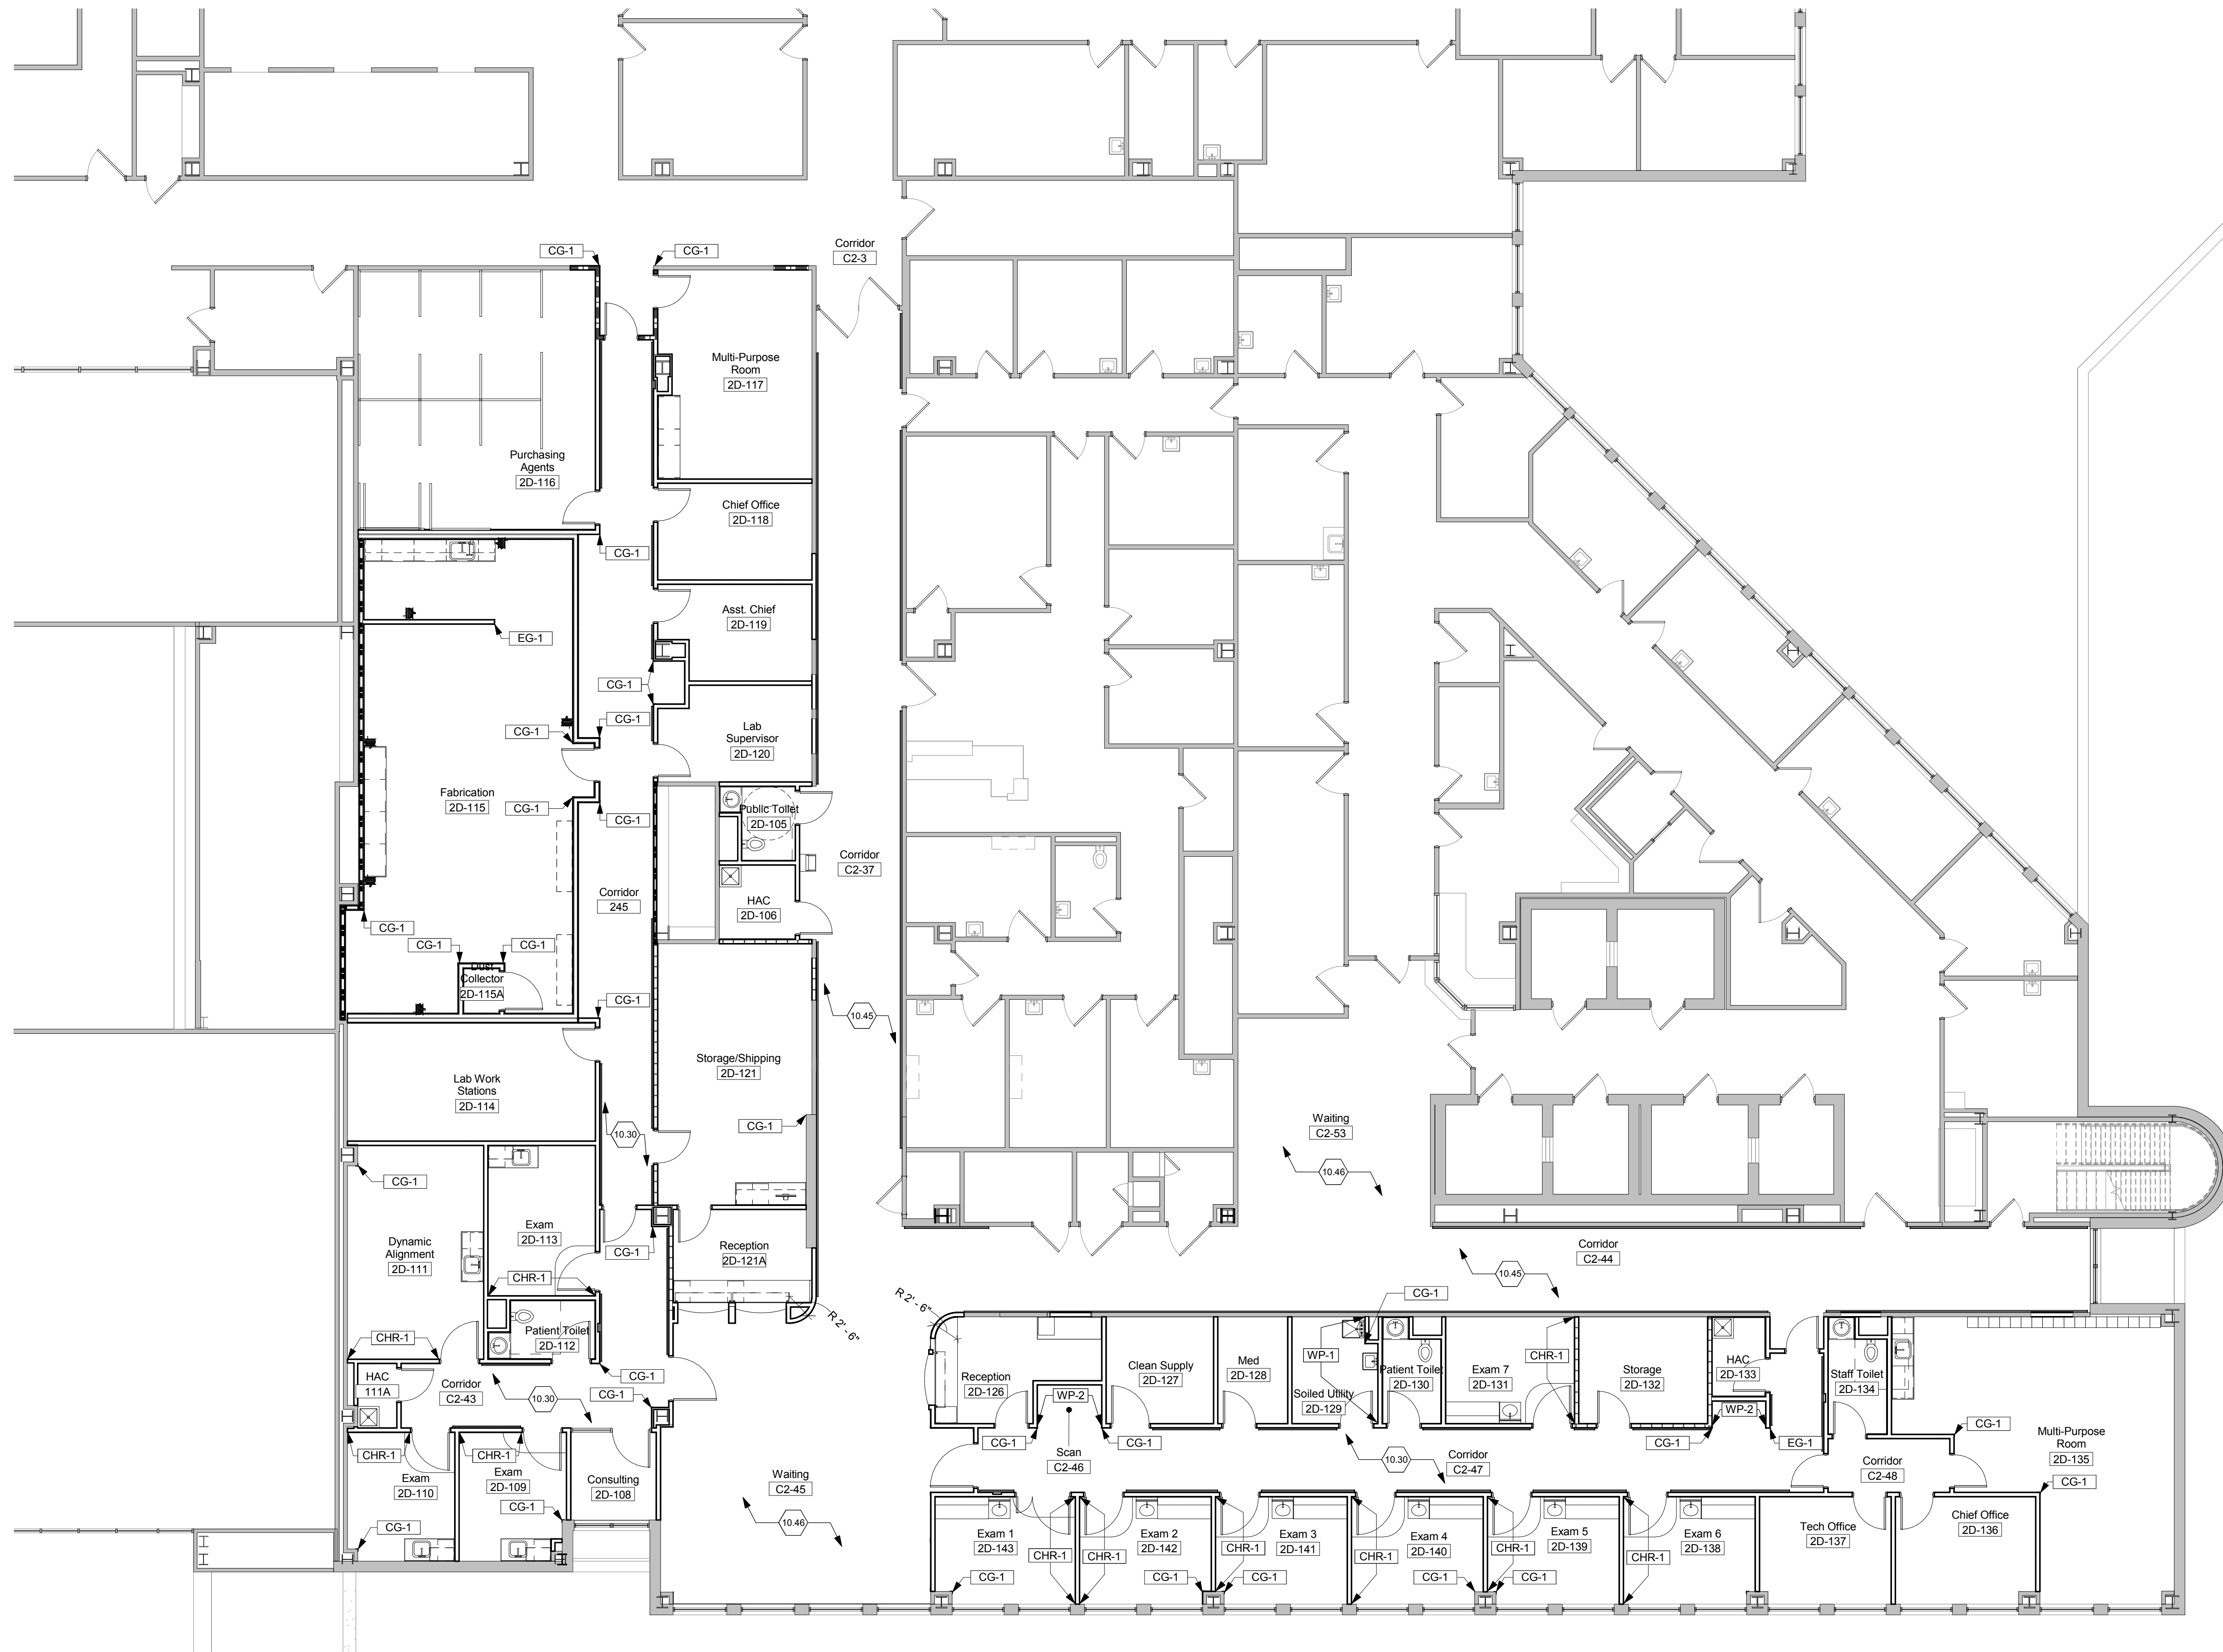 CG-1
CG-1
Corridor
C2-3
Multi-Purpose
Room
2D-117
Purchasing
Agents
2D-116
Chief Office
2D-118
CG-1
Asst. Chief
2D-119
EG-1
CG-1
CG-1
CG-1
Lab
Supervisor
2D-120
Fabrication
2D-115
CG-1
CG-1
Public Toilet
2D-105
Corridor
C2-37
Corridor
245
HAC
2D-106
CG-1
CG-1
CG-1
Dust
Collector
2D-115A
CG-1
10.45
Storage/Shipping
2D-121
Lab Work
Stations
2D-114
CG-1
10.30
Waiting
C2-53
10.46
CG-1
Exam
2D-113
Dynamic
Alignment
2D-111
CG-1
Reception
2D-121A
Corridor
C2-44
10.45
CHR-1
R 2' - 6"
R 2' - 6"
CG-1
CHR-1
Patient Toilet
2D-112
CG-1
HAC
111A
Corridor
C2-43
10.30
CG-1
CHR-1
CHR-1
Exam
2D-110
Exam
2D-109
Consulting
2D-108
CG-1
CG-1
Waiting
C2-45
10.46
Reception
2D-126
WP-2
Clean Supply
2D-127
Med
2D-128
WP-1
Soiled Utility
2D-129
Patient Toilet
2D-130
Exam 7
2D-131
CHR-1
Storage
2D-132
HAC
2D-133
WP-2
Staff Toilet
2D-134
CG-1
CG-1
Scan
C2-46
10.30
Corridor
C2-47
CG-1
EG-1
Corridor
C2-48
CG-1
Multi-Purpose
Room
2D-135
CG-1
Exam 1
2D-143
CHR-1
CHR-1
Exam 2
2D-142
CHR-1
Exam 3
2D-141
CHR-1
Exam 4
2D-140
CHR-1
Exam 5
2D-139
CHR-1
Exam 6
2D-138
Tech Office
2D-137
Chief Office
2D-136
CG-1
CG-1
CG-1
CG-1
CG-1